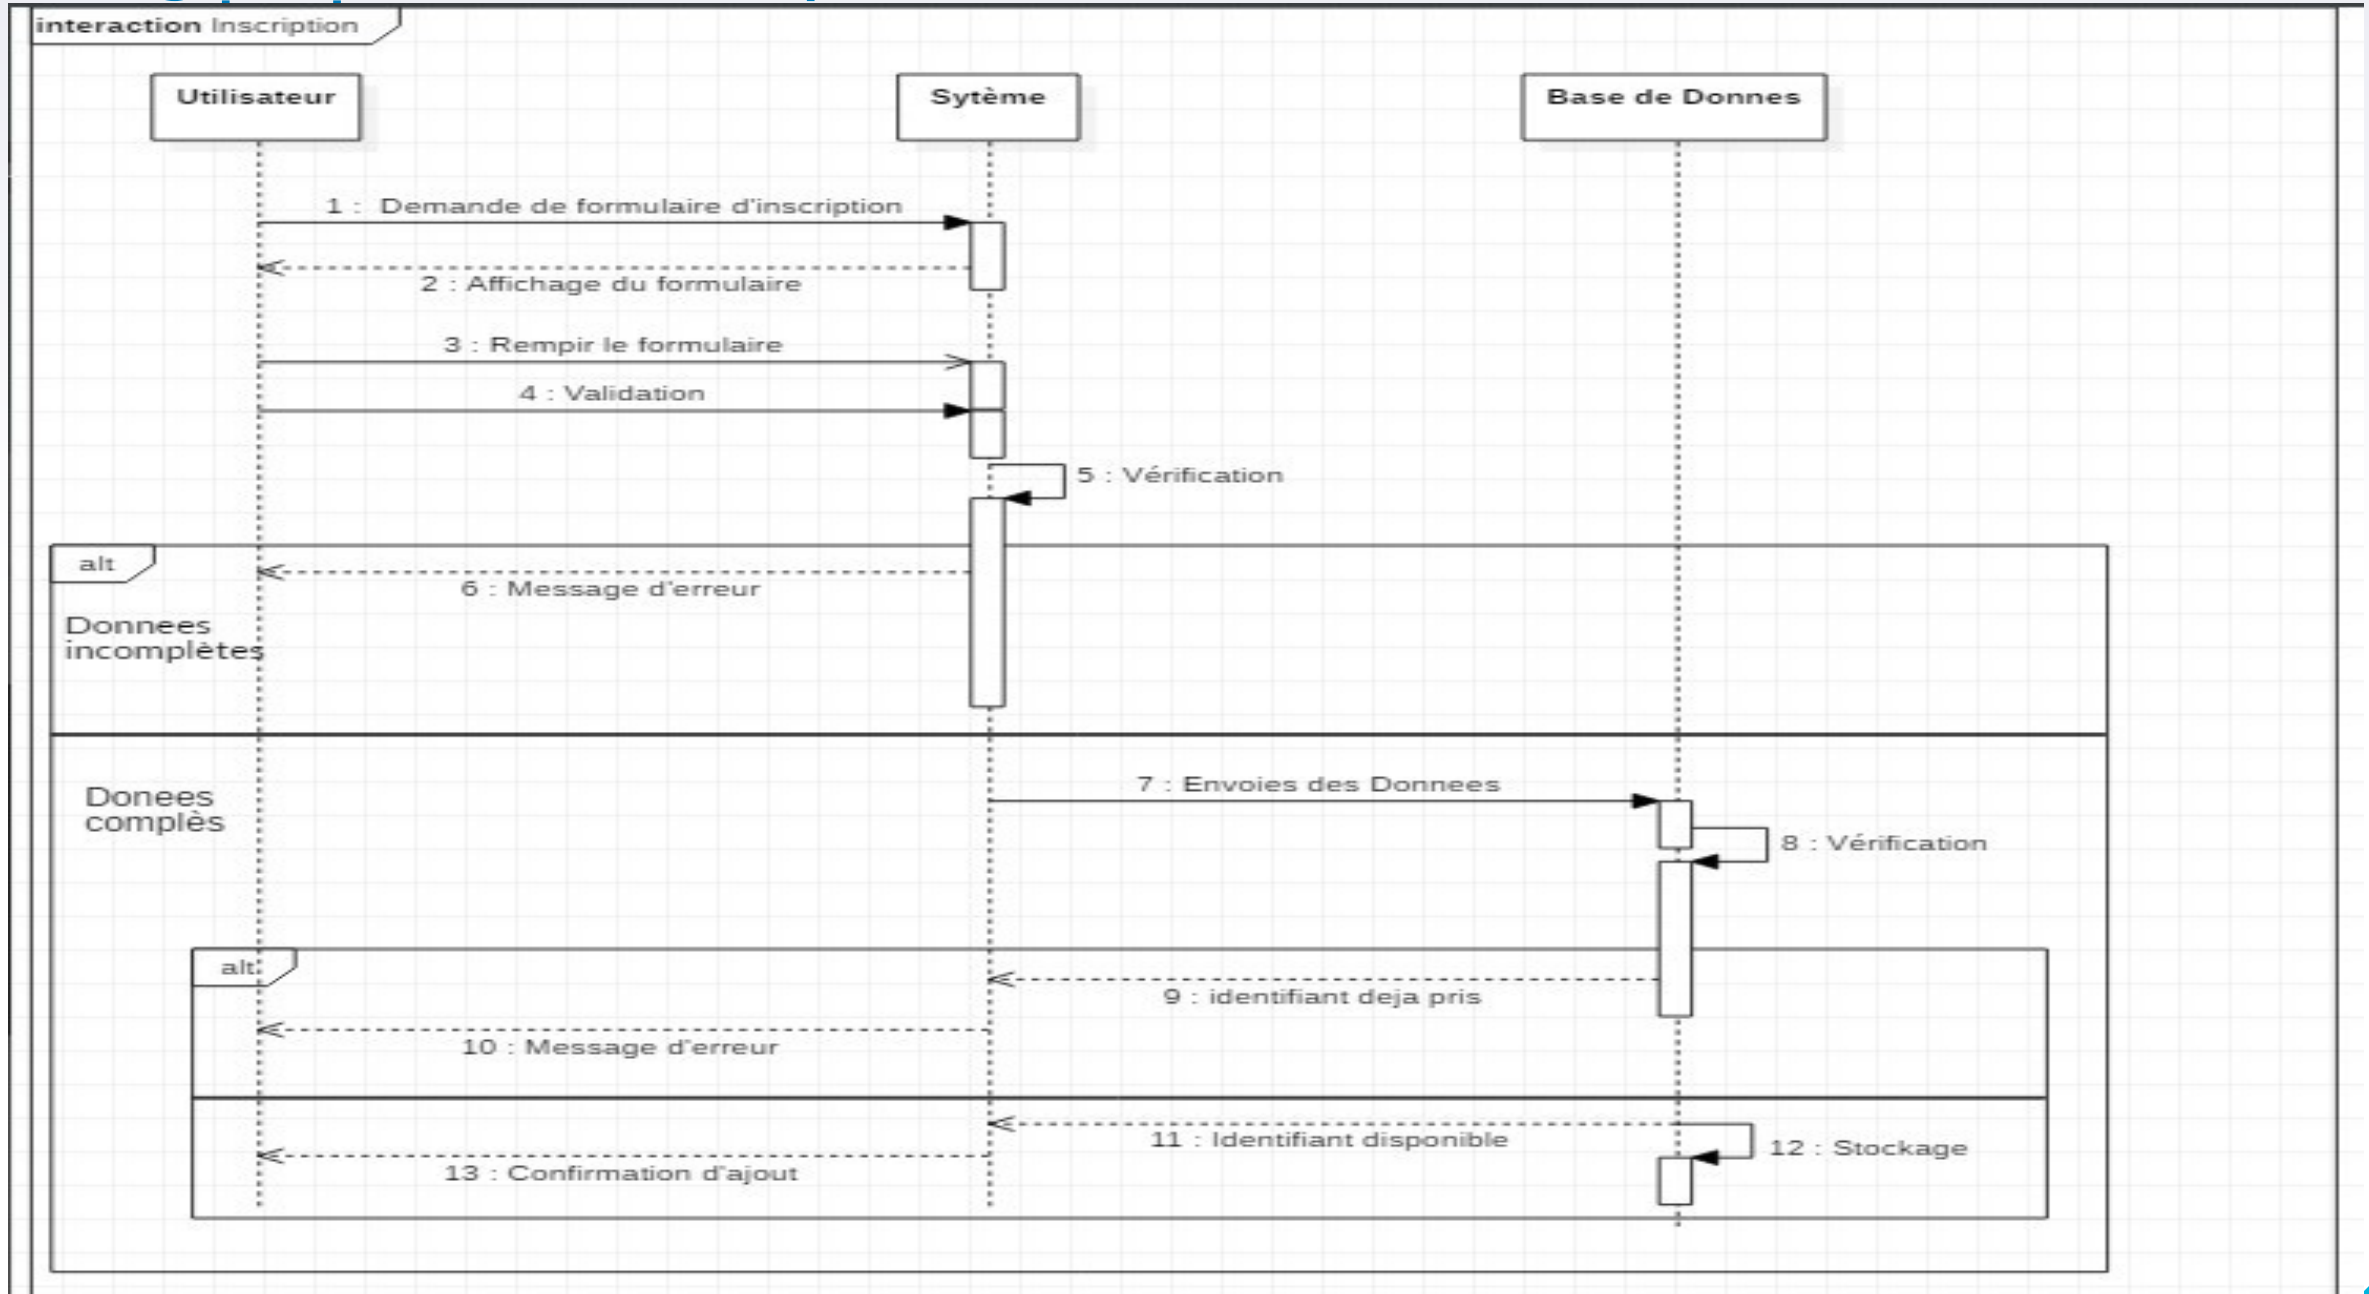 interaction Inscription
Utilisateur
Sytème
Base de Donnes
1 : Demande de formulaire d'inscription
2 : Affichage du formulaire
3 : Rempir le formulaire
4 : Validation
5 : Vérification
alt
6 : Message d'erreur
Donnees
incomplètes
7 : Envoies des Donnees
Donees
complès
8 : Vérification
alt
9 : identifiant deja pris
10 : Message d'erreur
11 : Identifiant disponible
12 : Stockage
13 : Confirmation d'ajout